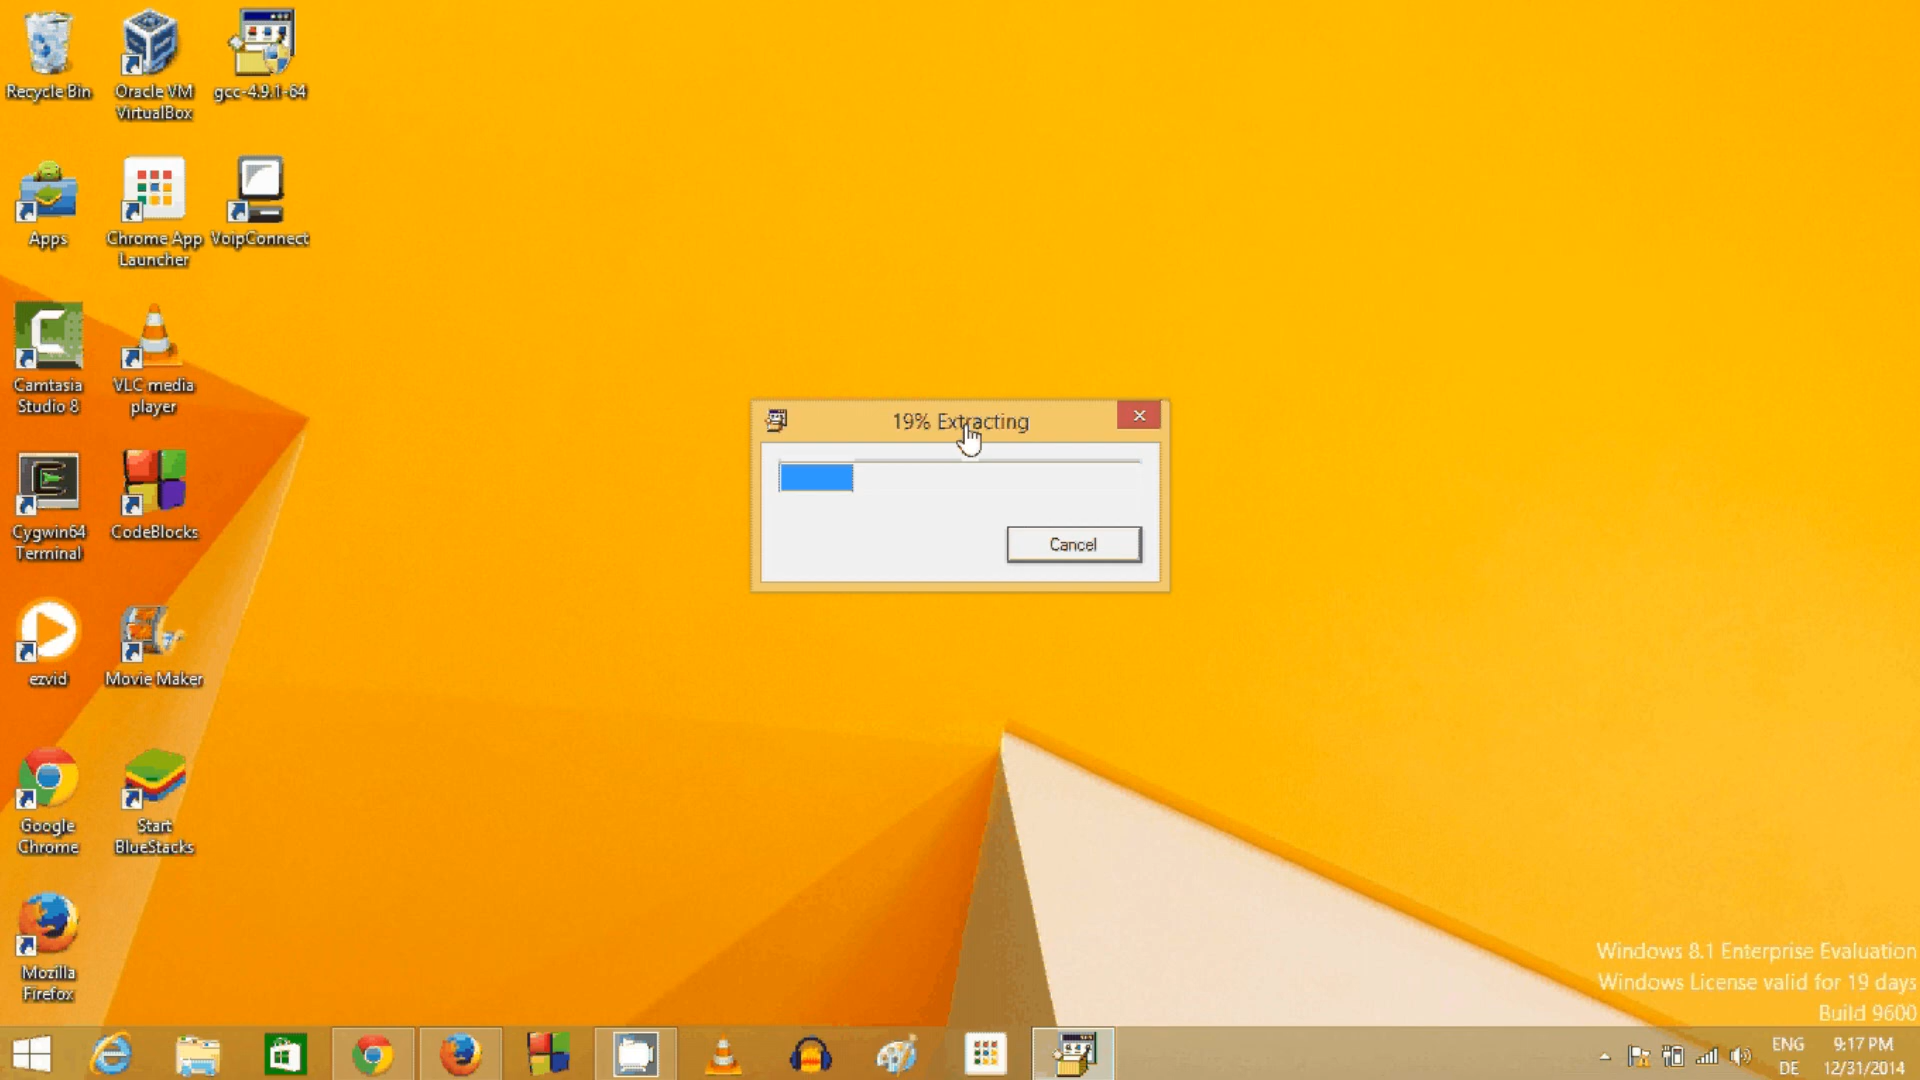 Recycle Bin
Oracle VM
VirtualBox
gcc-4.9.1-64
Apps
Chrome App
Launcher
VoipConnect
Camtasia
Studio 8
VLC media
player
Cygwin64
Terminal
CodeBlocks
ezvid
Movie Maker
Google
Chrome
Start
BlueStacks
Mozilla
Firefox
19% Extracting
Cancel
Windows 8.1 Enterprise Evaluation
Windows License valid for 19 days
Build 9600
ENG
DE
9:17 PM
12/31/2014